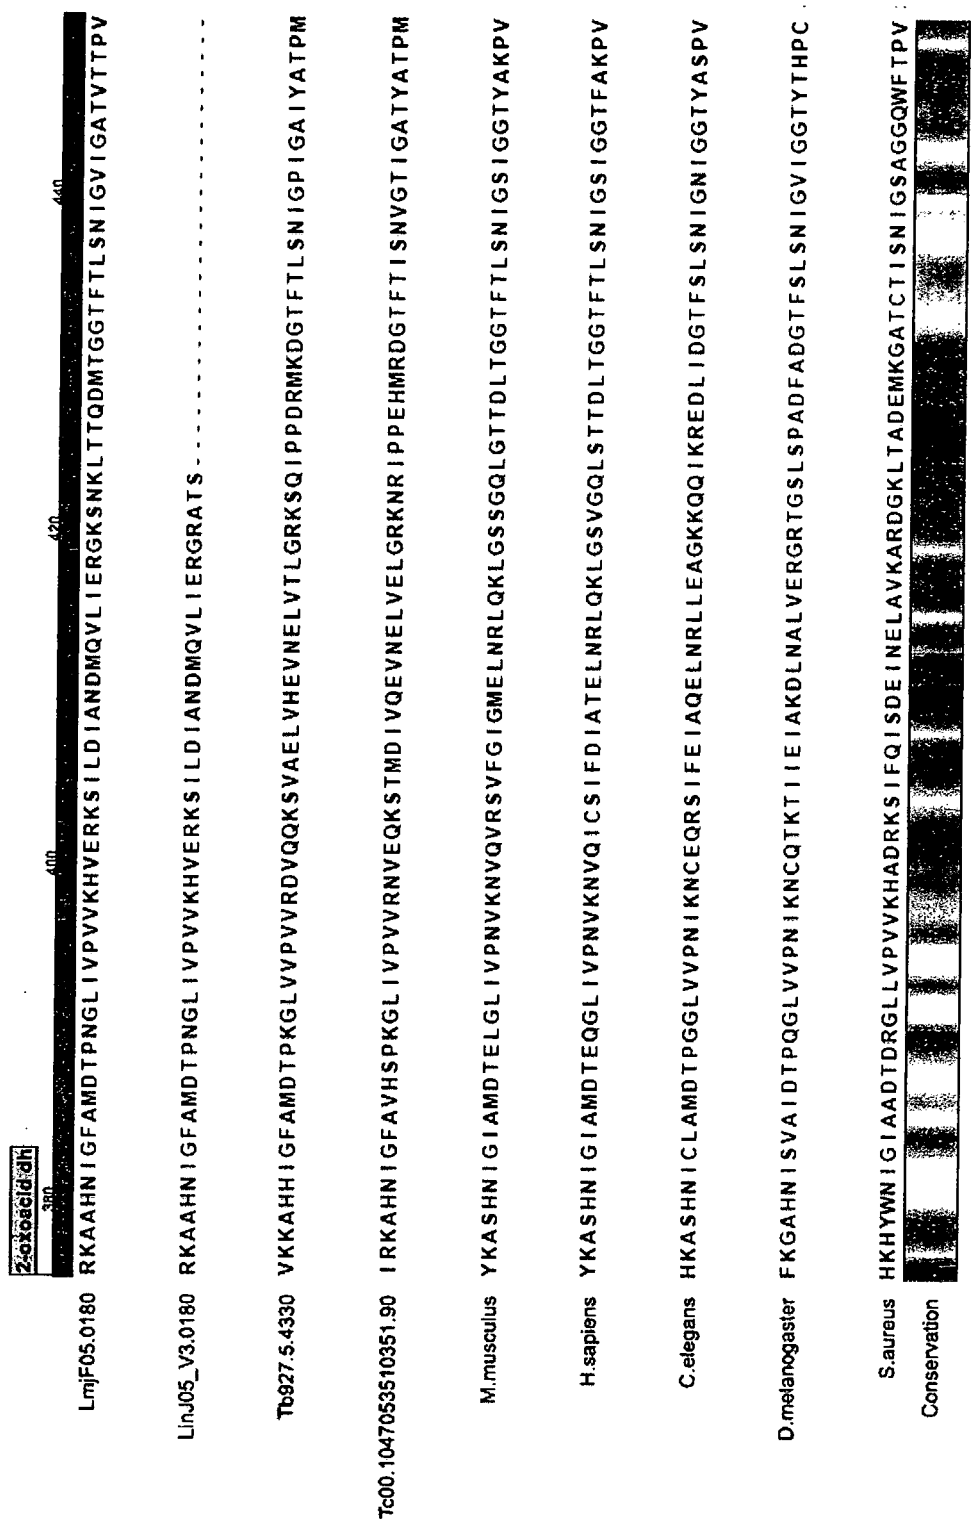 2-oxoacid dh
380 400 420 440
LmjF05.0180 RKAAHNIGFAMDTPNGLIVPVVKHVERKSILDIANDMQVLIERGKSNKLTTQDMTGGTFTLSNIGVIGATVTTPV
LinJ05_V3.0180 RKAAHNIGFAMDTPNGLIVPVVKHVERKSILDIANDMQVLIERGRATS---------------------------
Tb927.5.4330 VKKAHHIGFAMDTPKGLVVPVVRDVQQKSVAELVHEVNELVTLGRKSQIPPDRMKDGTFTLSNIGPIGAIYATPM
Tc00.1047053510351.90 IRKAHNIGFAVHSPKGLIVPVVRNVEQKSTMDIVQEVNELVELGRKNRIPPEHMRDGTFTISNVGTIGATYATPM
M.musculus YKASHNIGIAMDTELGLIVPNVKNVQVRSVFGIGMELNRLQKLGSSGQLGTTDLTGGTFTLSNIGSIGGTYAKPV
H.sapiens YKASHNIGIAMDTEQGLIVPNVKNVQICSIFDIATELNRLQKLGSVGQLSTTDLTGGTFTLSNIGSIGGTFAKPV
C.elegans HKASHNICLAMDTPGGLVVPNIKNCEQRSIFEIAQELNRLLEAGKKQQIKREDLIDGTFSLSNIGNIGGTYASPV
D.melanogaster FKGAHNISVAIDTPQGLVVPNIKNCQTKTIIEIAKDLNALVERGRTGSLSPADFADGTFSLSNIGVIGGTYTHPC
S.aureus HKHYWNIGIAADTDRGLLVPVVKHADRKSIFQISDEINELAVKARDGKLTADEMKGATCTISNIGSAGGQWFTPV
Conservation